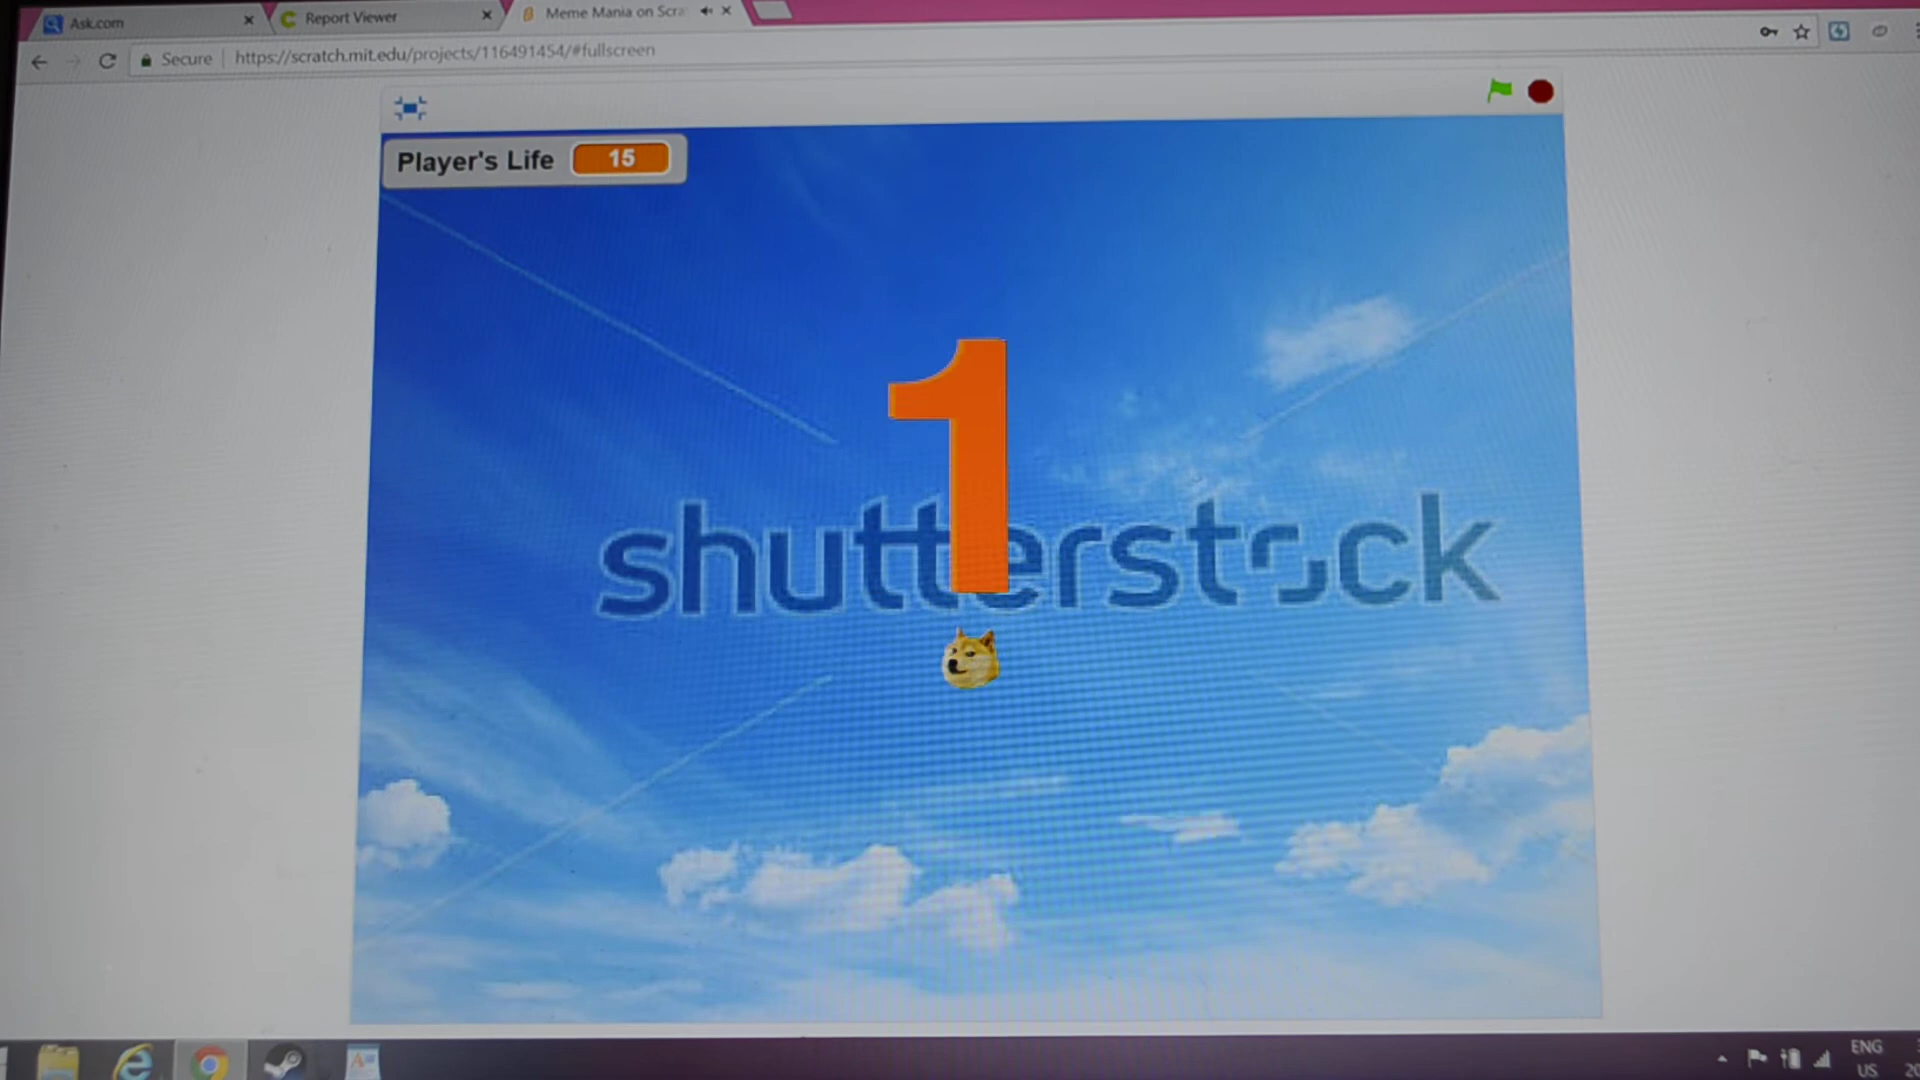 Ask.com
Report Viewer
Meme Mania on Scra
Secure
https://scratch.mit.edu/projects/116491454/#fullscreen
Player's Life 15
1
shutterstock
ENG
US